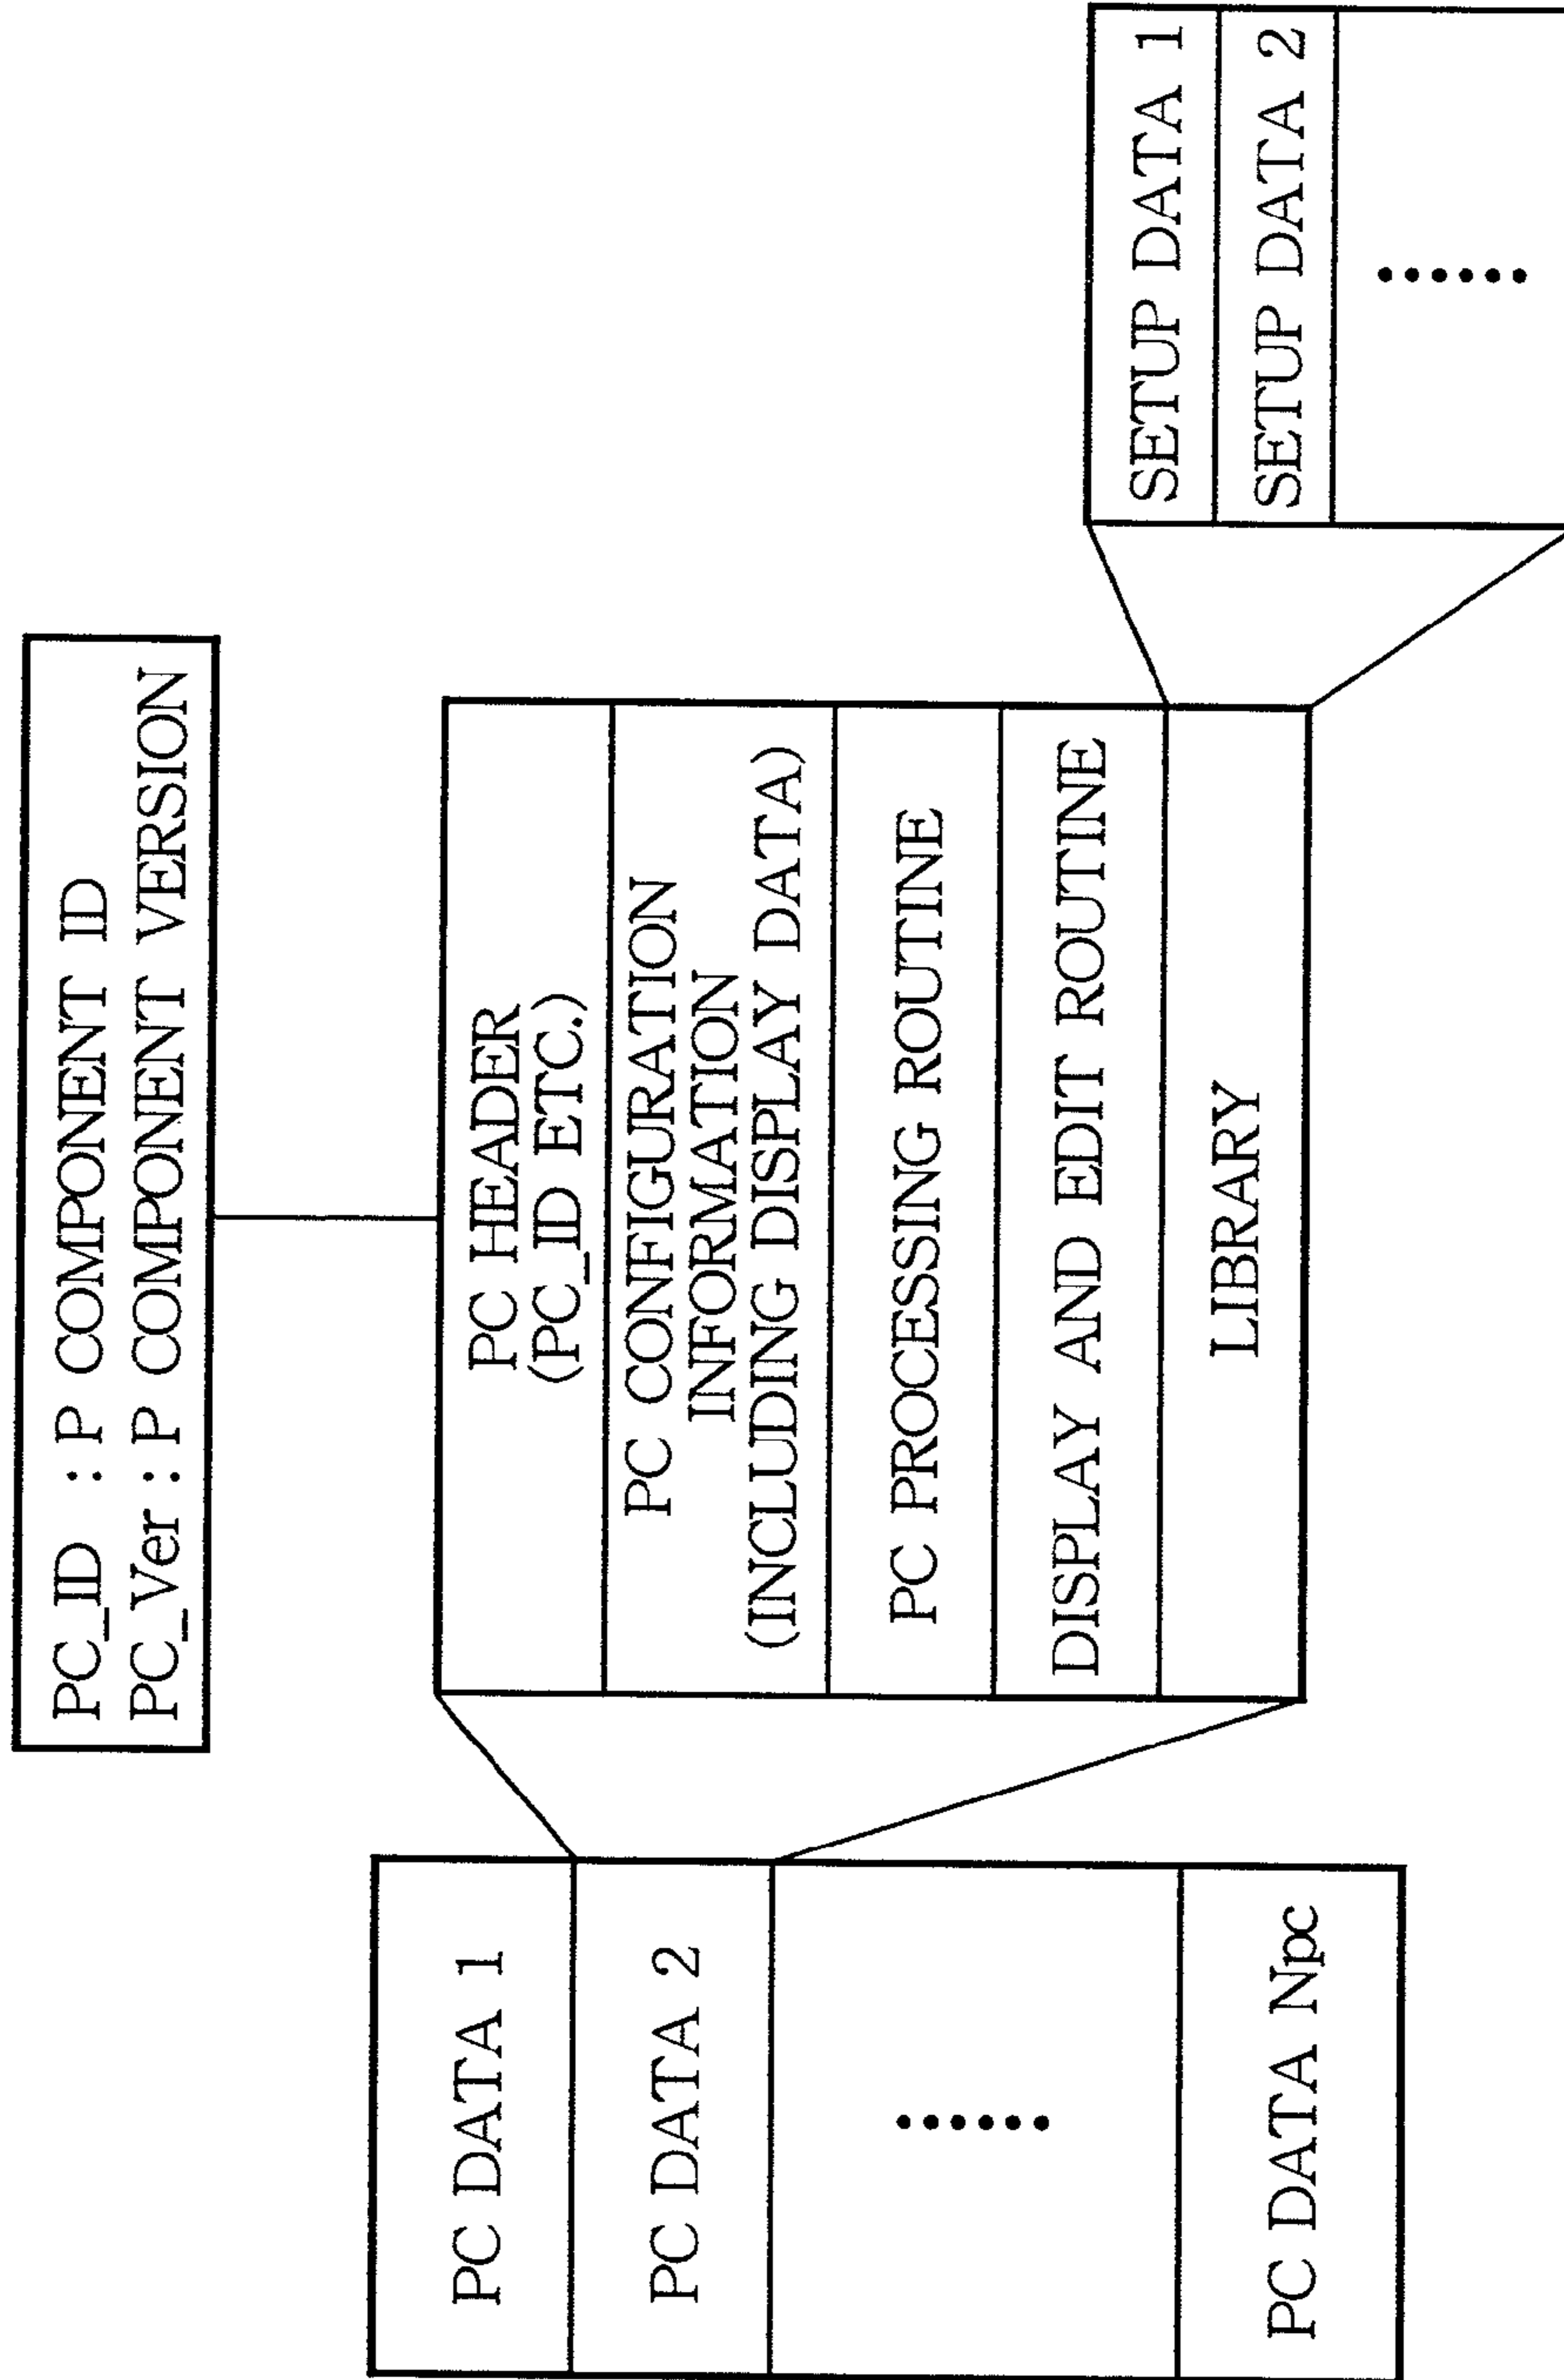 PC_ID : P COMPONENT ID
PC_Ver : P COMPONENT VERSION
PC DATA 1
PC DATA 2
......
PC DATA Npc
PC HEADER
(PC_ID ETC.)
PC CONFIGURATION
INFORMATION
(INCLUDING DISPLAY DATA)
PC PROCESSING ROUTINE
DISPLAY AND EDIT ROUTINE
LIBRARY
SETUP DATA 1
SETUP DATA 2
......